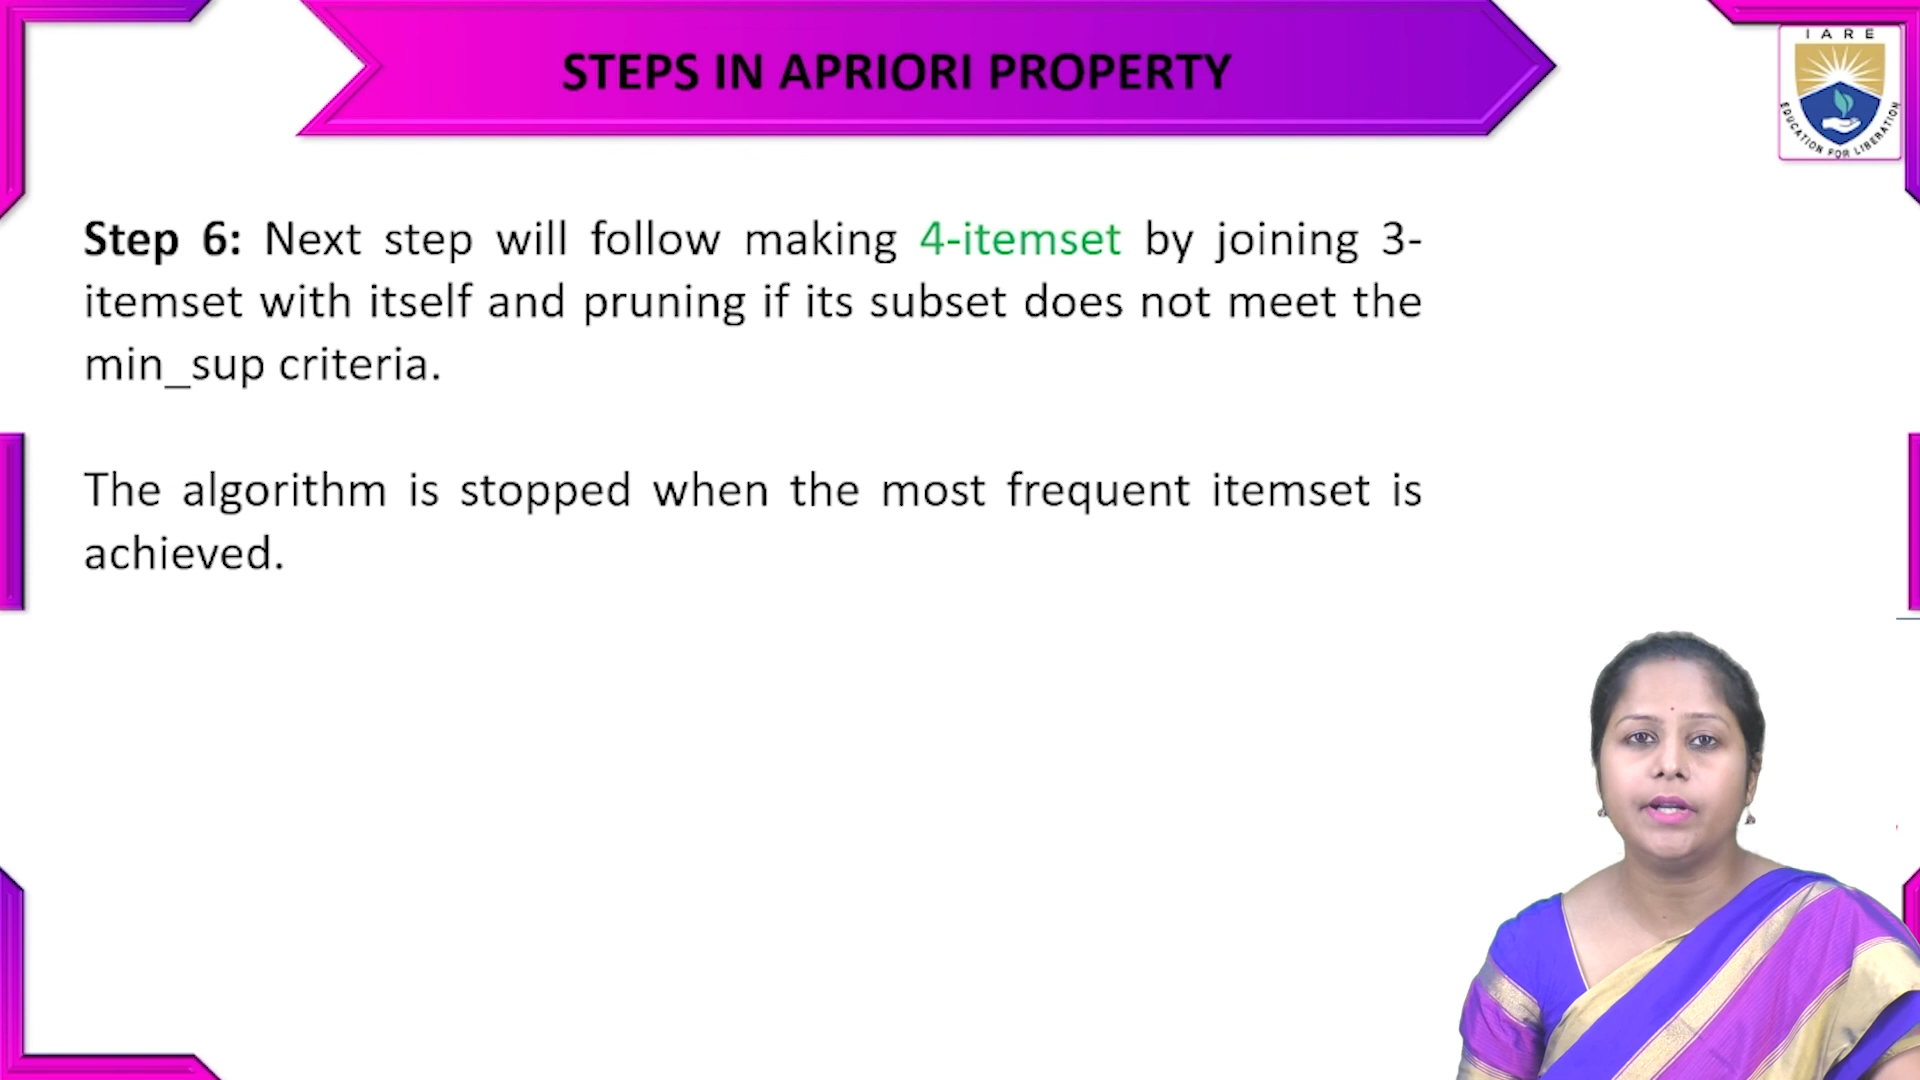 STEPS IN APRIORI PROPERTY
I A R E
EDUCATION FOR LIBERATION
Step 6: Next step will follow making 4-itemset by joining 3-
itemset with itself and pruning if its subset does not meet the
min_sup criteria.
The algorithm is stopped when the most frequent itemset is
achieved.